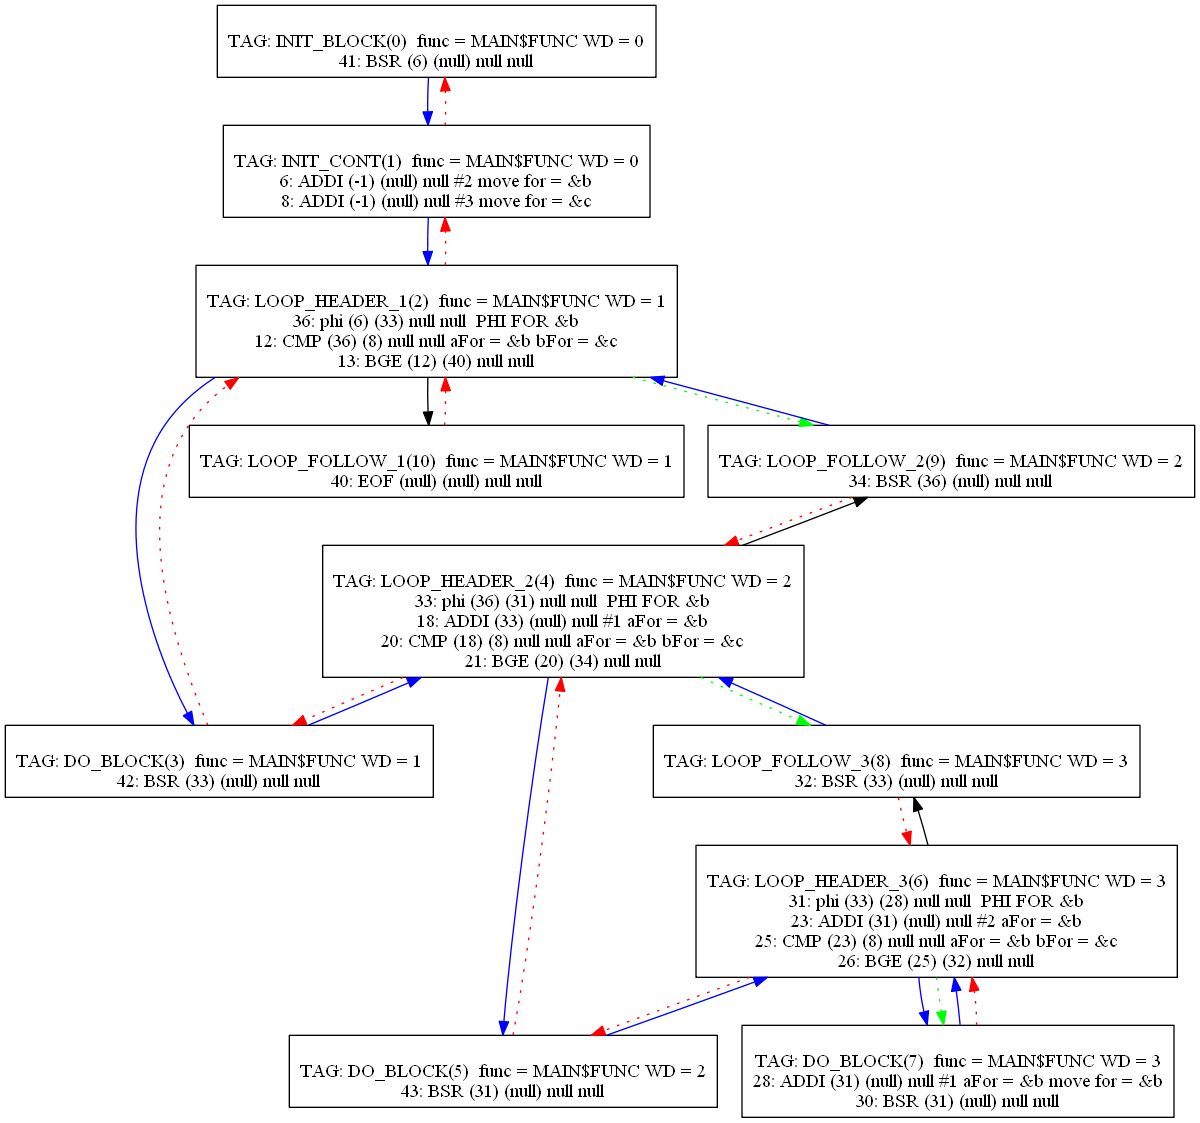 TAG: INIT_BLOCK(0)  func = MAIN$FUNC WD = 0
41: BSR (6) (null) null null
TAG: INIT_CONT(1)  func = MAIN$FUNC WD = 0
6: ADDI (-1) (null) null #2 move for = &b
8: ADDI (-1) (null) null #3 move for = &c
TAG: LOOP_HEADER_1(2)  func = MAIN$FUNC WD = 1
36: phi (6) (33) null null  PHI FOR &b
12: CMP (36) (8) null null aFor = &b bFor = &c
13: BGE (12) (40) null null
TAG: LOOP_FOLLOW_1(10)  func = MAIN$FUNC WD = 1
40: EOF (null) (null) null null
TAG: LOOP_FOLLOW_2(9)  func = MAIN$FUNC WD = 2
34: BSR (36) (null) null null
TAG: LOOP_HEADER_2(4)  func = MAIN$FUNC WD = 2
33: phi (36) (31) null null  PHI FOR &b
18: ADDI (33) (null) null #1 aFor = &b
20: CMP (18) (8) null null aFor = &b bFor = &c
21: BGE (20) (34) null null
TAG: DO_BLOCK(3)  func = MAIN$FUNC WD = 1
42: BSR (33) (null) null null
TAG: LOOP_FOLLOW_3(8)  func = MAIN$FUNC WD = 3
32: BSR (33) (null) null null
TAG: LOOP_HEADER_3(6)  func = MAIN$FUNC WD = 3
31: phi (33) (28) null null  PHI FOR &b
23: ADDI (31) (null) null #2 aFor = &b
25: CMP (23) (8) null null aFor = &b bFor = &c
26: BGE (25) (32) null null
TAG: DO_BLOCK(5)  func = MAIN$FUNC WD = 2
43: BSR (31) (null) null null
TAG: DO_BLOCK(7)  func = MAIN$FUNC WD = 3
28: ADDI (31) (null) null #1 aFor = &b move for = &b
30: BSR (31) (null) null null